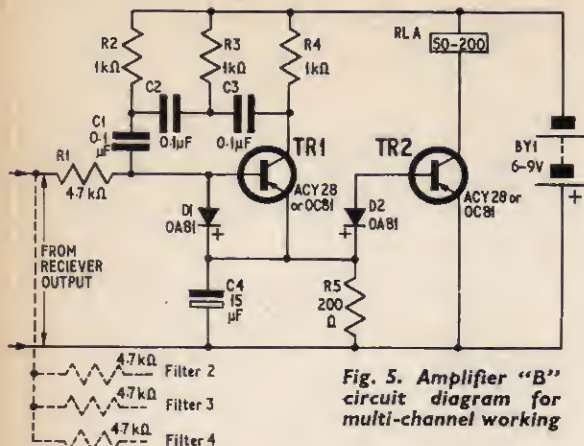 R2
1kΩ
R3
1kΩ
R4
1kΩ
RLA
50-200
C2
C3
C1
0·1
μF
0·1μF
0·1μF
TR1
TR2
BY1
6-9V
+
R1
4·7kΩ
ACY28
or OC81
D1
OA81
+
D2
OA81
+
ACY28 or
OC81
FROM
RECIEVER
OUTPUT
C4
15
μF
R5
200
Ω
4·7kΩ
Filter 2
4·7kΩ
Filter 3
4·7kΩ
Filter 4
Fig. 5. Amplifier “B”
circuit diagram for
multi-channel working